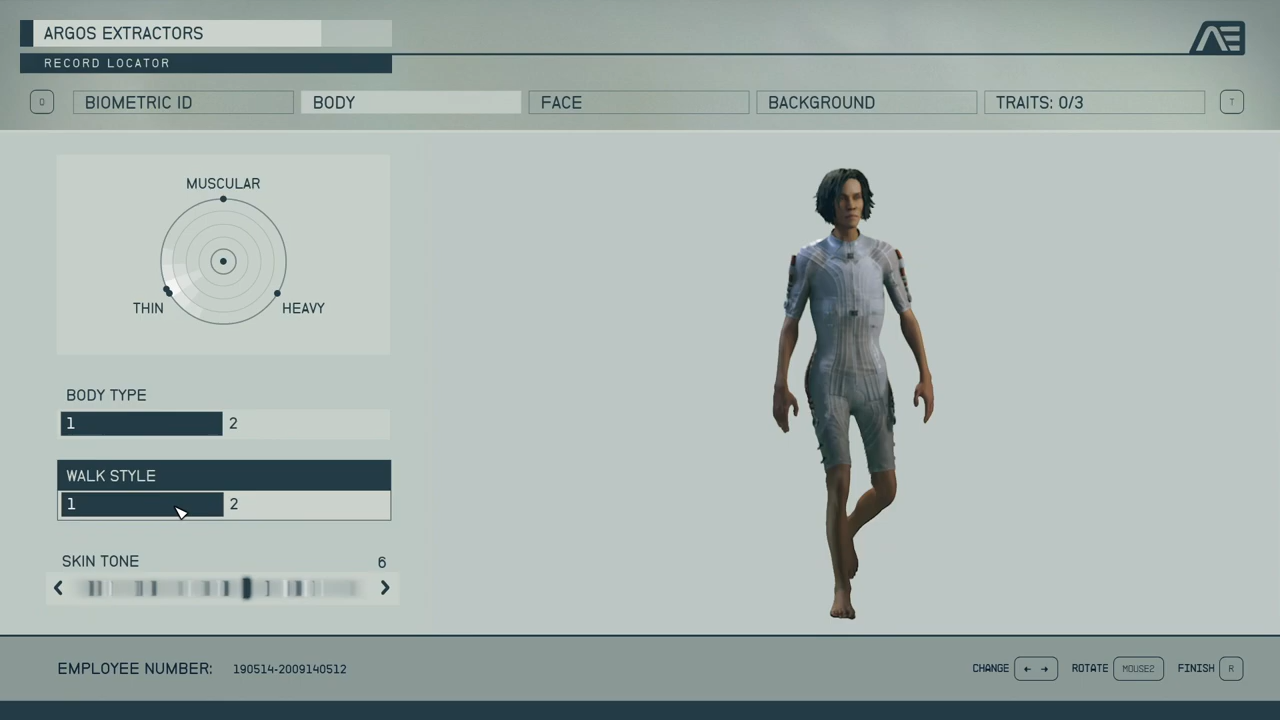 ARGOS EXTRACTORS
RECORD LOCATOR
Q
BIOMETRIC ID
BODY
FACE
BACKGROUND
TRAITS: 0/3
T
MUSCULAR
THIN
HEAVY
BODY TYPE
1
2
WALK STYLE
1
2
SKIN TONE
6
EMPLOYEE NUMBER:
190514-2009140512
CHANGE
ROTATE
MOUSE2
FINISH
R
AE